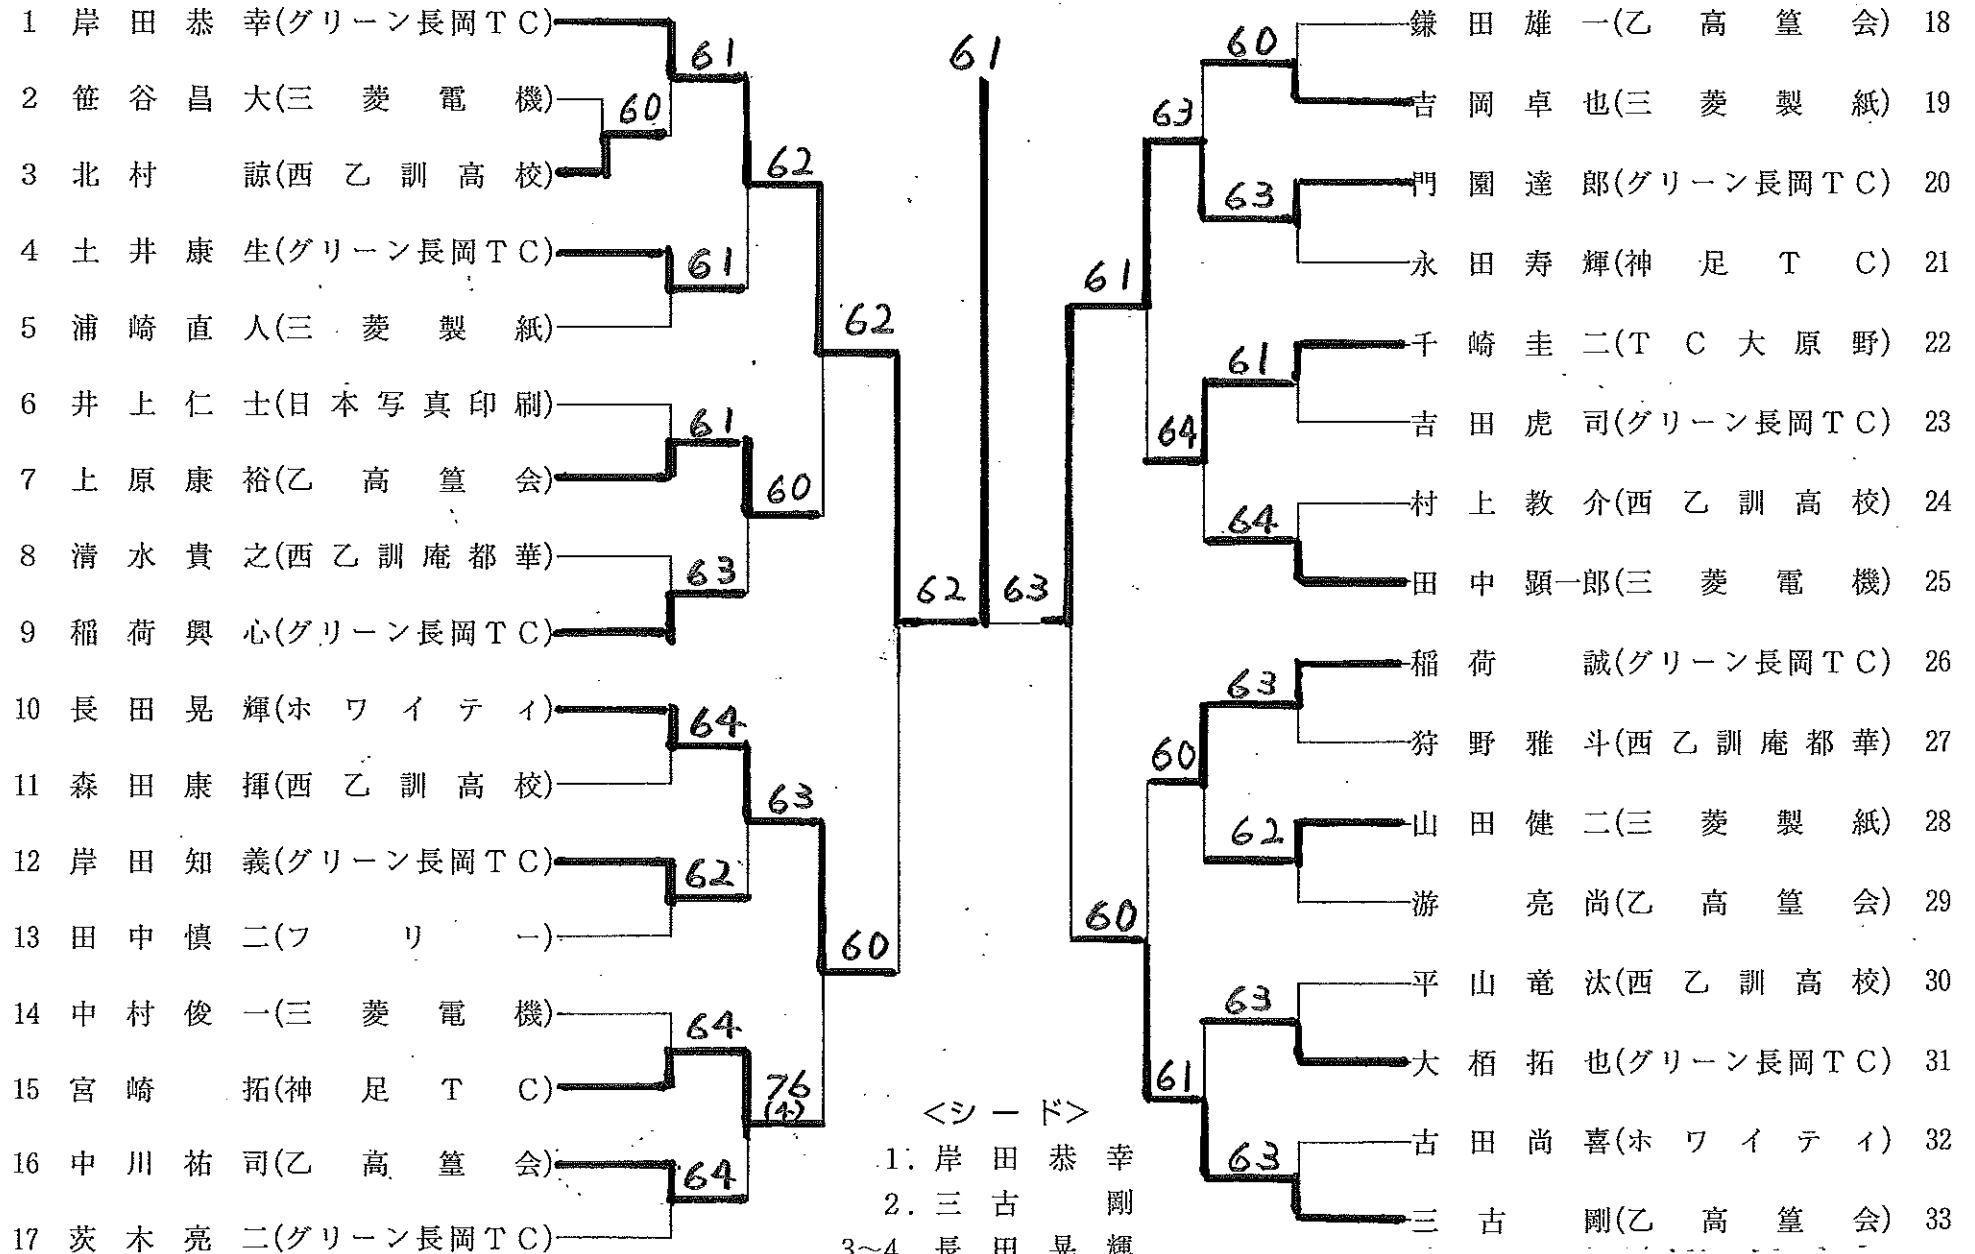 1 岸田恭幸(グリーン長岡TC)
61
2 笹谷昌大(三菱電機)
60
3 北村 諒(西乙訓高校)
62
4 土井康生(グリーン長岡TC)
61
5 浦崎直人(三菱製紙)
62
6 井上仁士(日本写真印刷)
61
7 上原康裕(乙高篁会)
60
8 清水貴之(西乙訓庵都華)
63
9 稲荷興心(グリーン長岡TC)
62
10 長田晃輝(ホワイティ)
64
11 森田康揮(西乙訓高校)
63
12 岸田知義(グリーン長岡TC)
62
13 田中慎二(フリー)
60
14 中村俊一(三菱電機)
64
15 宮崎 拓(神足TC)
76
(4)
16 中川祐司(乙高篁会)
64
17 茨木亮二(グリーン長岡TC)
61
鎌田雄一(乙高篁会) 18
60
吉岡卓也(三菱製紙) 19
63
門園達郎(グリーン長岡TC) 20
63
永田寿輝(神足TC) 21
61
千崎圭二(TC大原野) 22
61
吉田虎司(グリーン長岡TC) 23
64
村上教介(西乙訓高校) 24
64
田中顕一郎(三菱電機) 25
63
稲荷 誠(グリーン長岡TC) 26
63
狩野雅斗(西乙訓庵都華) 27
60
山田健二(三菱製紙) 28
62
游 亮尚(乙高篁会) 29
60
平山竜汰(西乙訓高校) 30
63
大栢拓也(グリーン長岡TC) 31
61
古田尚喜(ホワイティ) 32
63
三古 剛(乙高篁会) 33
<シード>
1. 岸田恭幸
2. 三古 剛
3~4 長田晃輝